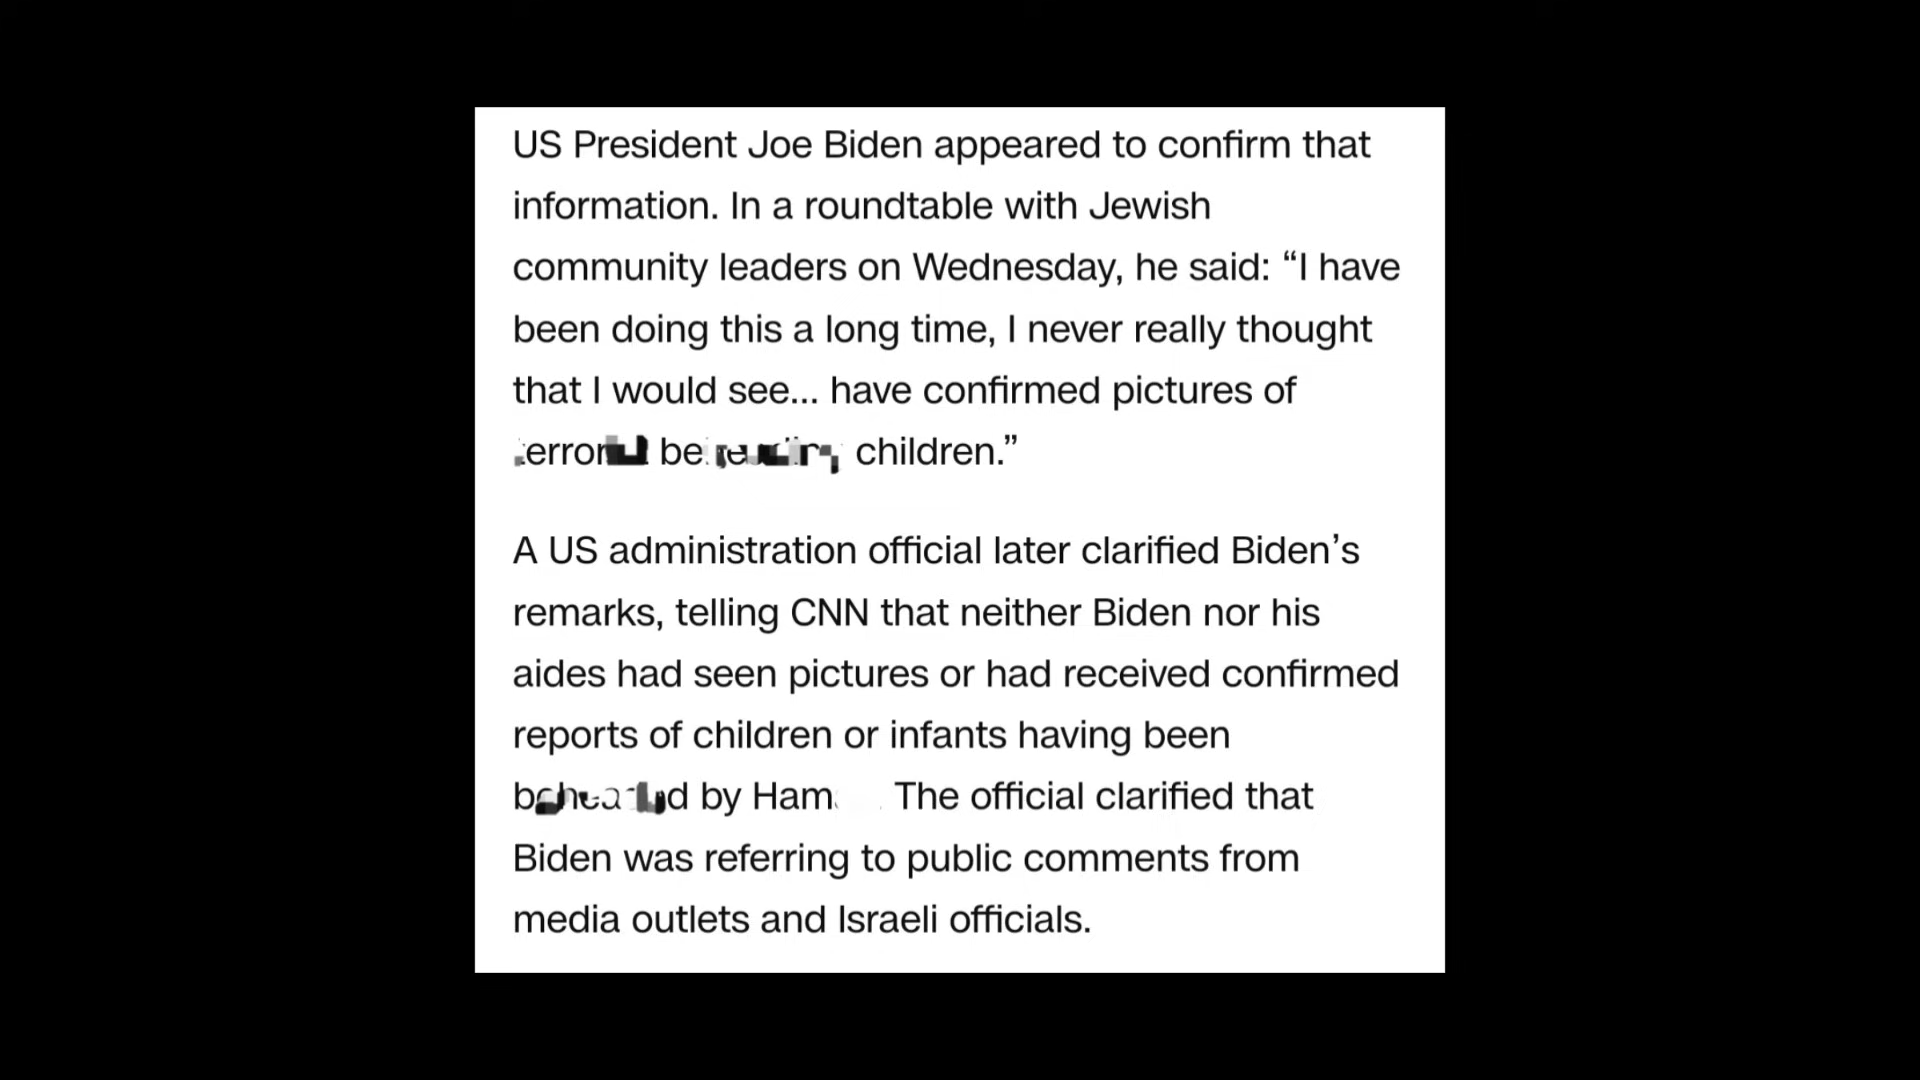 US President Joe Biden appeared to confirm that
information. In a roundtable with Jewish
community leaders on Wednesday, he said: “I have
been doing this a long time, I never really thought
that I would see... have confirmed pictures of
children.”
A US administration official later clarified Biden’s
remarks, telling CNN that neither Biden nor his
aides had seen pictures or had received confirmed
reports of children or infants having been
by The official clarified that
Biden was referring to public comments from
media outlets and Israeli officials.